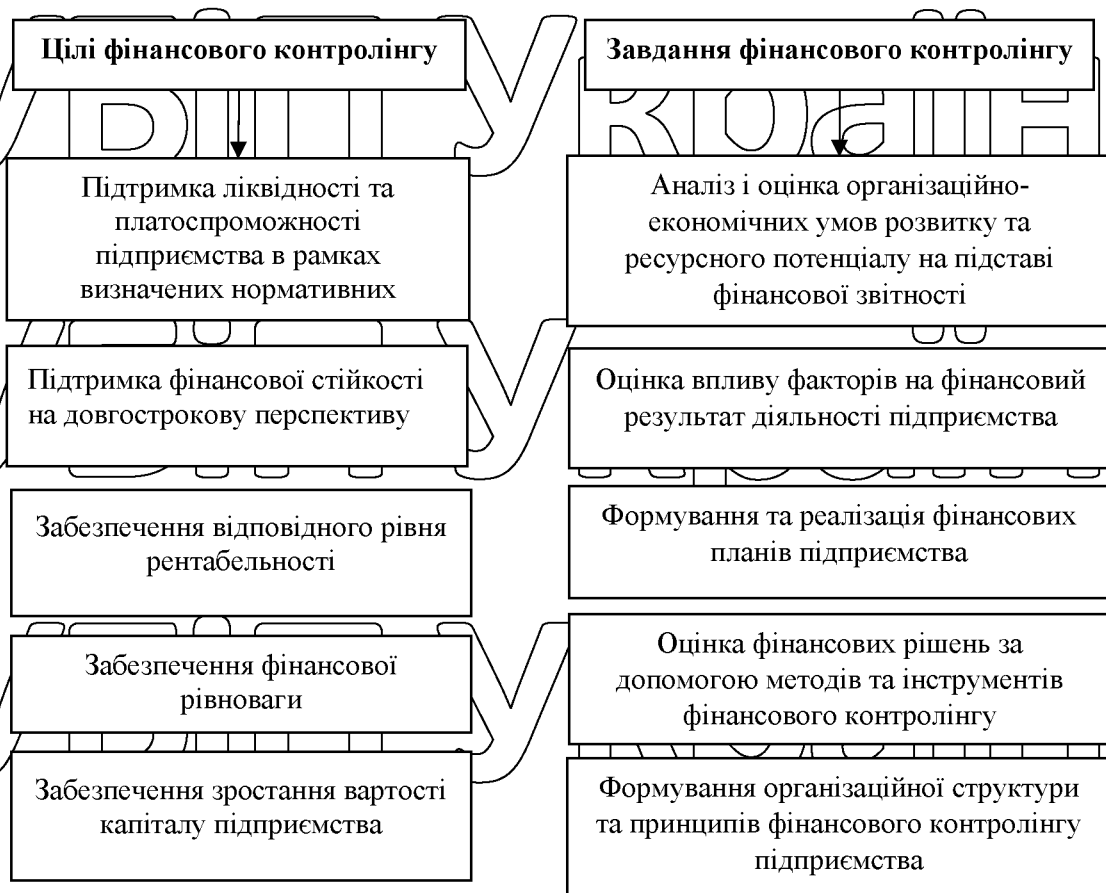 Цілі фінансового контролінгу
Підтримка ліквідності та
платоспроможності
підприємства в рамках
визначених нормативних
Підтримка фінансової стійкості
на довгострокову перспективу
Забезпечення відповідного рівня
рентабельності
Забезпечення фінансової
рівноваги
Забезпечення зростання вартості
капіталу підприємства
Завдання фінансового контролінгу
Аналіз і оцінка організаційно-
економічних умов розвитку та
ресурсного потенціалу на підставі
фінансової звітності
Оцінка впливу факторів на фінансовий
результат діяльності підприємства
Формування та реалізація фінансових
планів підприємства
Оцінка фінансових рішень за
допомогою методів та інструментів
фінансового контролінгу
Формування організаційної структури
та принципів фінансового контролінгу
підприємства